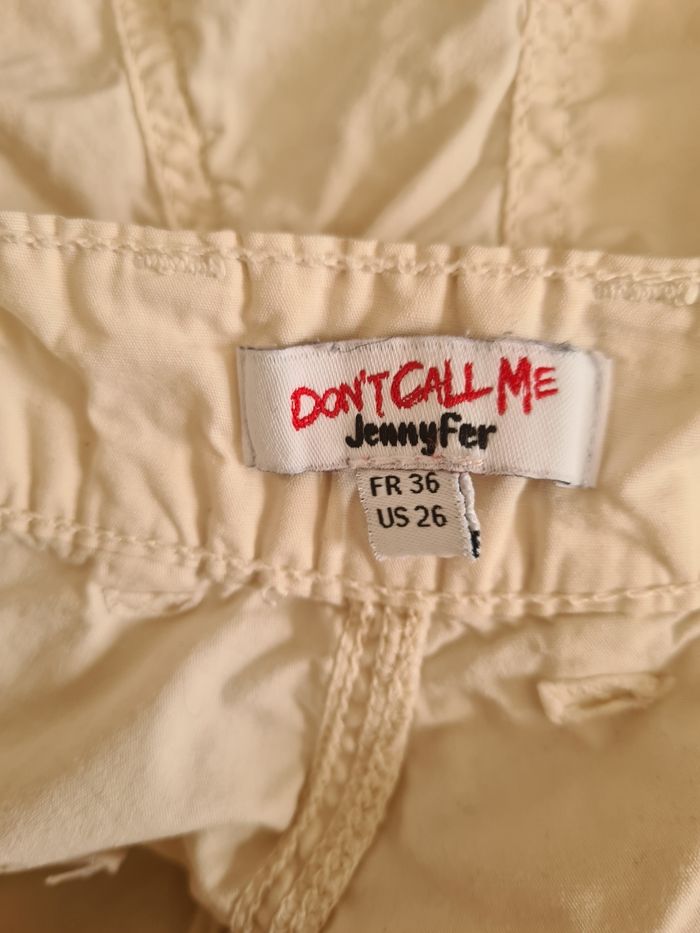 DON'T CALL ME
JennyFer
FR 36
US 26